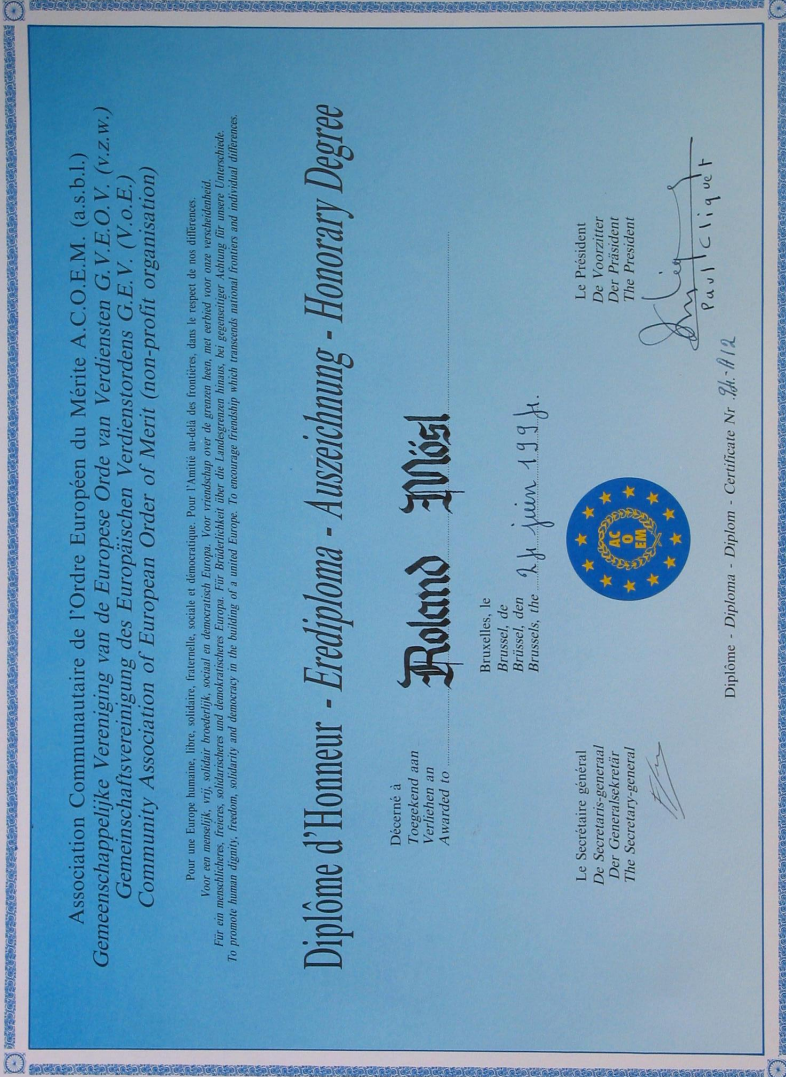 Association Communautaire de l'Ordre Européen du Mérite A.C.O.E.M. (a.s.b.l.)
Gemeenschappelijke Vereniging van de Europese Orde van Verdiensten G.V.E.O.V. (v.z.w.)
Gemeinschaftsvereinigung des Europäischen Verdienstordens G.E.V. (V.o.E.)
Community Association of European Order of Merit (non-profit organisation)
Pour une Europe humaine, libre, solidaire, fraternelle, sociale et démocratique. Pour l'Amitié au-delà des frontières, dans le respect de nos différences.
Voor een menselijk, vrij, solidair broederlijk, sociaal en democratisch Europa. Voor vriendschap over de grenzen heen, met eerbied voor onze verscheidenheid.
Für ein menschlicheres, freieres, solidarischeres und demokratischeres Europa. Für Brüderlichkeit über die Landesgrenzen hinaus, bei gegenseitiger Achtung für unsere Unterschiede.
To promote human dignity, freedom, solidarity and democracy in the building of a united Europe. To encourage friendship which transcends national frontiers and individual differences.
Diplôme d'Honneur - Erediploma - Auszeichnung - Honorary Degree
Décerné à
Toegekend aan
Verliehen an
Awarded to Roland Mösl
Bruxelles, le
Brussel, de
Brüssel, den
Brussels, the 24 juin 1994.
Le Secrétaire général
De Secretaris-generaal
Der Generalsekretär
The Secretary-general
AC
O
EM
Le Président
De Voorzitter
Der Präsident
The President
Paul Cliquet
Diplôme - Diploma - Diplom - Certificate Nr 94-A12